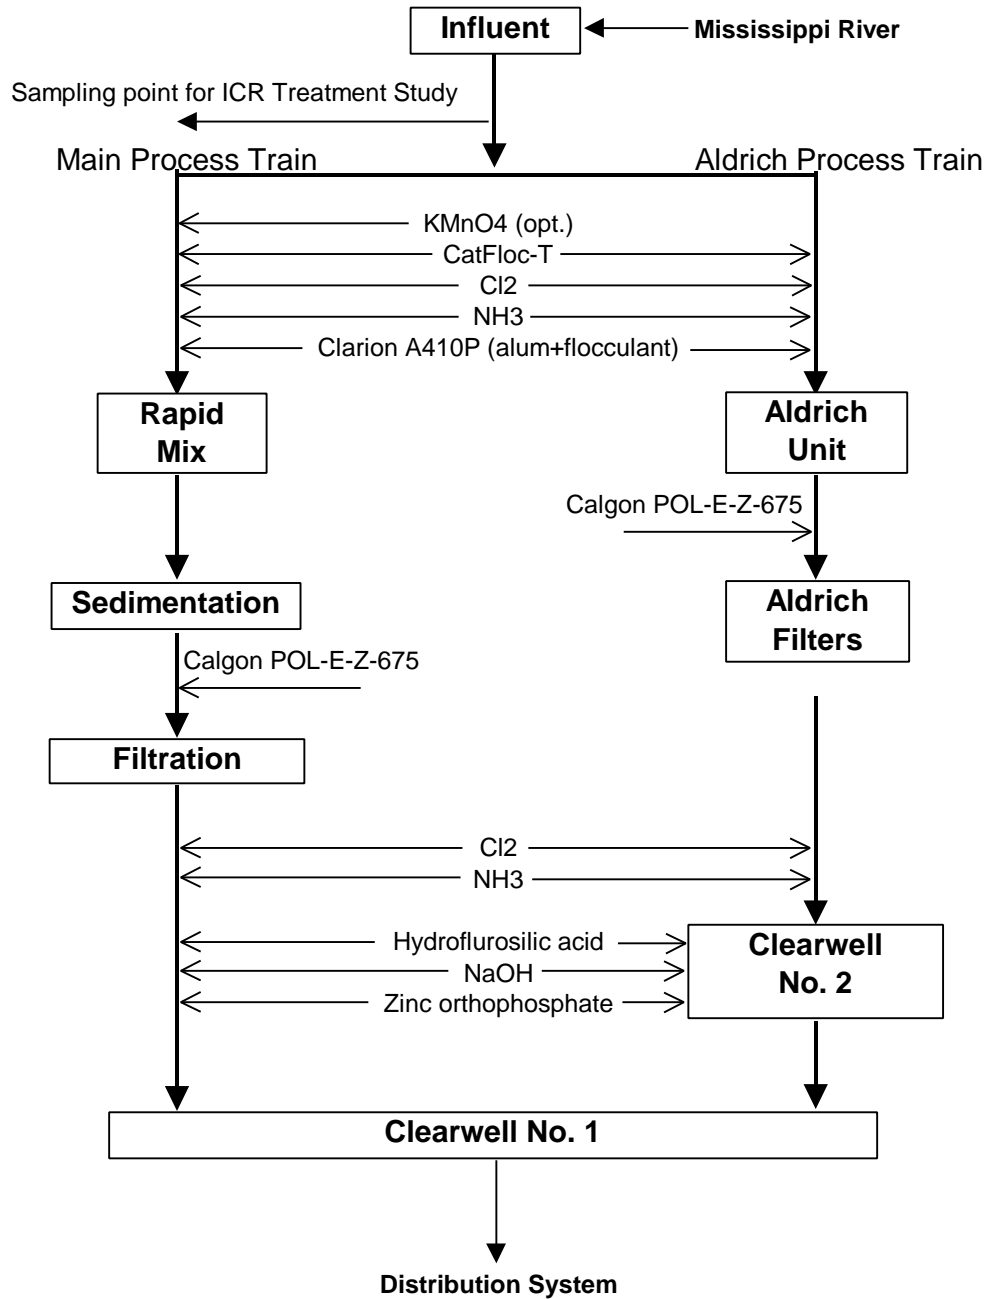 Influent
Mississippi River
Sampling point for ICR Treatment Study
Main Process Train
Aldrich Process Train
KMnO4 (opt.)
CatFloc-T
Cl2
NH3
Clarion A410P (alum+flocculant)
Rapid
Mix
Aldrich
Unit
Calgon POL-E-Z-675
Sedimentation
Aldrich
Filters
Calgon POL-E-Z-675
Filtration
Cl2
NH3
Hydroflurosilic acid
NaOH
Zinc orthophosphate
Clearwell
No. 2
Clearwell No. 1
Distribution System